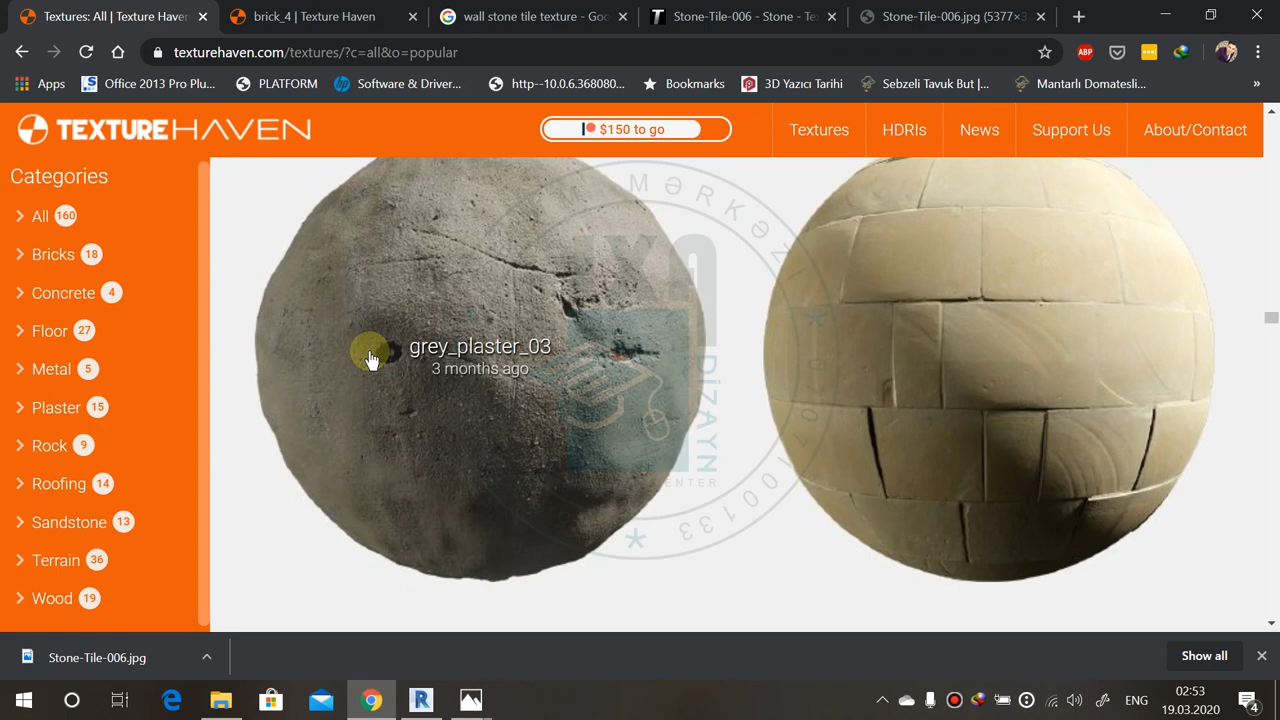 Textures: All | Texture Haven
brick_4 | Texture Haven
wall stone tile texture - Goo
Stone-Tile-006 - Stone - Te
Stone-Tile-006.jpg (5377×3
texturehaven.com/textures/?c=all&o=popular
Apps
Office 2013 Pro Plu...
PLATFORM
Software & Driver...
http--10.0.6.368080...
Bookmarks
3D Yazıcı Tarihi
Sebzeli Tavuk But |...
Mantarlı Domatesli...
»
TEXTURE HAVEN
$150 to go
Textures
HDRIs
News
Support Us
About/Contact
Categories
All 160
Bricks 18
Concrete 4
Floor 27
Metal 5
Plaster 15
Rock 9
Roofing 14
Sandstone 13
Terrain 36
Wood 19
grey_plaster_03
3 months ago
DİZAYN
Stone-Tile-006.jpg
Show all
ENG
02:53
19.03.2020
4